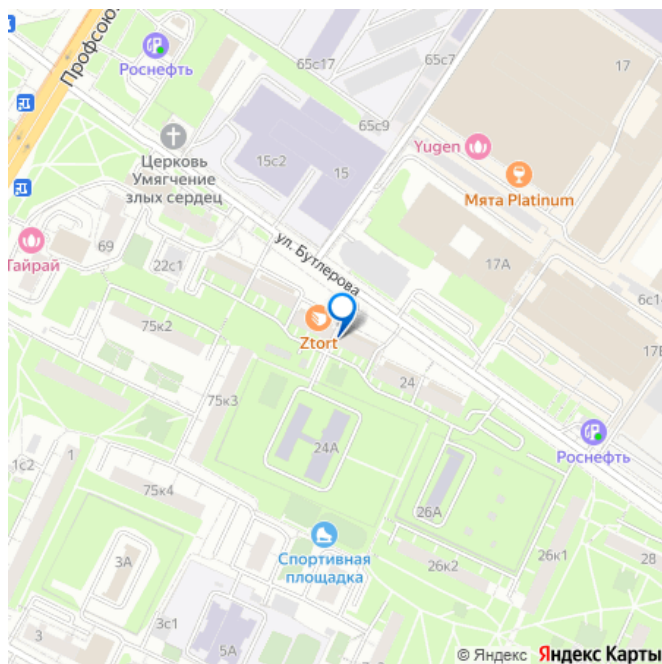 Профсоюз
Роснефть
65с17
65с7
17
65с9
Церковь
Умягчение
злых сердец
15с2
15
Yugen
Мята Platinum
69
Тайрай
22с1
ул. Бутлерова
17А
6с1
75к2
Ztort
24
17Б
75к3
24А
Роснефть
1с2
1
75к4
26А
Спортивная
площадка
3А
26к2
26к1
28
3
3с1
5А
© Яндекс Яндекс Карты